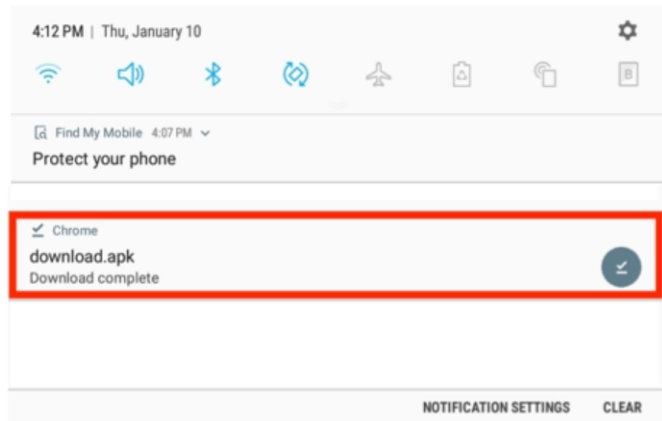 4:12 PM | Thu, January 10
B
Find My Mobile 4:07 PM
Protect your phone
Chrome
download.apk
Download complete
NOTIFICATION SETTINGS CLEAR